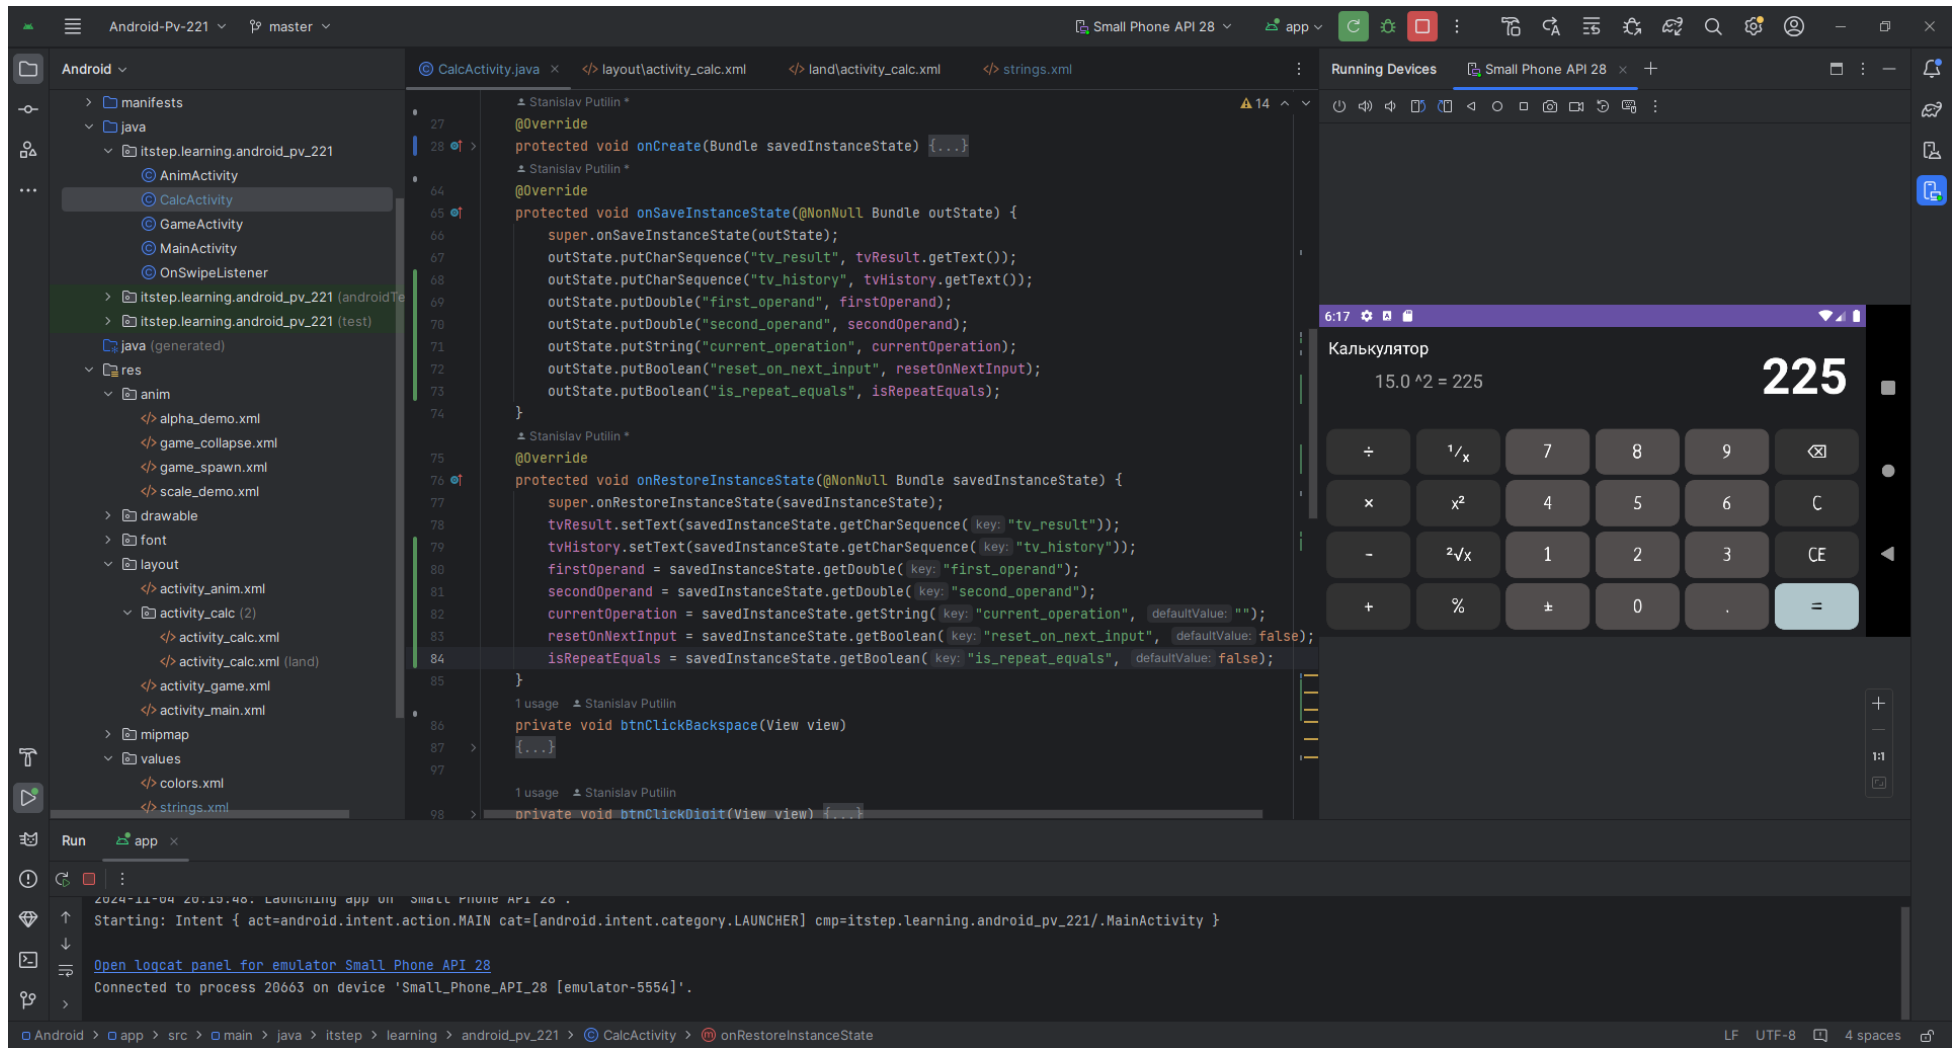 Android-Pv-221 master Small Phone API 28 app
Android
CalcActivity.java layout\activity_calc.xml land\activity_calc.xml strings.xml
Running Devices Small Phone API 28
manifests
java
itstep.learning.android_pv_221
AnimActivity
CalcActivity
GameActivity
MainActivity
OnSwipeListener
itstep.learning.android_pv_221 (androidTe
itstep.learning.android_pv_221 (test)
java (generated)
res
anim
alpha_demo.xml
game_collapse.xml
game_spawn.xml
scale_demo.xml
drawable
font
layout
activity_anim.xml
activity_calc (2)
activity_calc.xml
activity_calc.xml (land)
activity_game.xml
activity_main.xml
mipmap
values
colors.xml
strings.xml
Stanislav Putilin *
14
27 @Override
28 protected void onCreate(Bundle savedInstanceState) {...}
Stanislav Putilin *
64 @Override
65 protected void onSaveInstanceState(@NonNull Bundle outState) {
66 super.onSaveInstanceState(outState);
67 outState.putCharSequence("tv_result", tvResult.getText());
68 outState.putCharSequence("tv_history", tvHistory.getText());
69 outState.putDouble("first_operand", firstOperand);
70 outState.putDouble("second_operand", secondOperand);
71 outState.putString("current_operation", currentOperation);
72 outState.putBoolean("reset_on_next_input", resetOnNextInput);
73 outState.putBoolean("is_repeat_equals", isRepeatEquals);
74 }
Stanislav Putilin *
75 @Override
76 protected void onRestoreInstanceState(@NonNull Bundle savedInstanceState) {
77 super.onRestoreInstanceState(savedInstanceState);
78 tvResult.setText(savedInstanceState.getCharSequence( key: "tv_result"));
79 tvHistory.setText(savedInstanceState.getCharSequence( key: "tv_history"));
80 firstOperand = savedInstanceState.getDouble( key: "first_operand");
81 secondOperand = savedInstanceState.getDouble( key: "second_operand");
82 currentOperation = savedInstanceState.getString( key: "current_operation", defaultValue: "");
83 resetOnNextInput = savedInstanceState.getBoolean( key: "reset_on_next_input", defaultValue: false);
84 isRepeatEquals = savedInstanceState.getBoolean( key: "is_repeat_equals", defaultValue: false);
85 }
1 usage Stanislav Putilin
86 private void btnClickBackspace(View view)
87 {...}
97
1 usage Stanislav Putilin
98 private void btnClickDigit(View view) {...}
6:17
Калькулятор
15.0 ^2 = 225
225
÷ ¹/x 7 8 9 ⌫
× x² 4 5 6 C
- ²√x 1 2 3 CE
+ % ± 0 . =
1:1
Run app
2024-11-04 20:15:48: Launching app on 'Small Phone API 28'.
Starting: Intent { act=android.intent.action.MAIN cat=[android.intent.category.LAUNCHER] cmp=itstep.learning.android_pv_221/.MainActivity }
Open logcat panel for emulator Small Phone API 28
Connected to process 20663 on device 'Small_Phone_API_28 [emulator-5554]'.
Android > app > src > main > java > itstep > learning > android_pv_221 > CalcActivity > onRestoreInstanceState
LF UTF-8 4 spaces